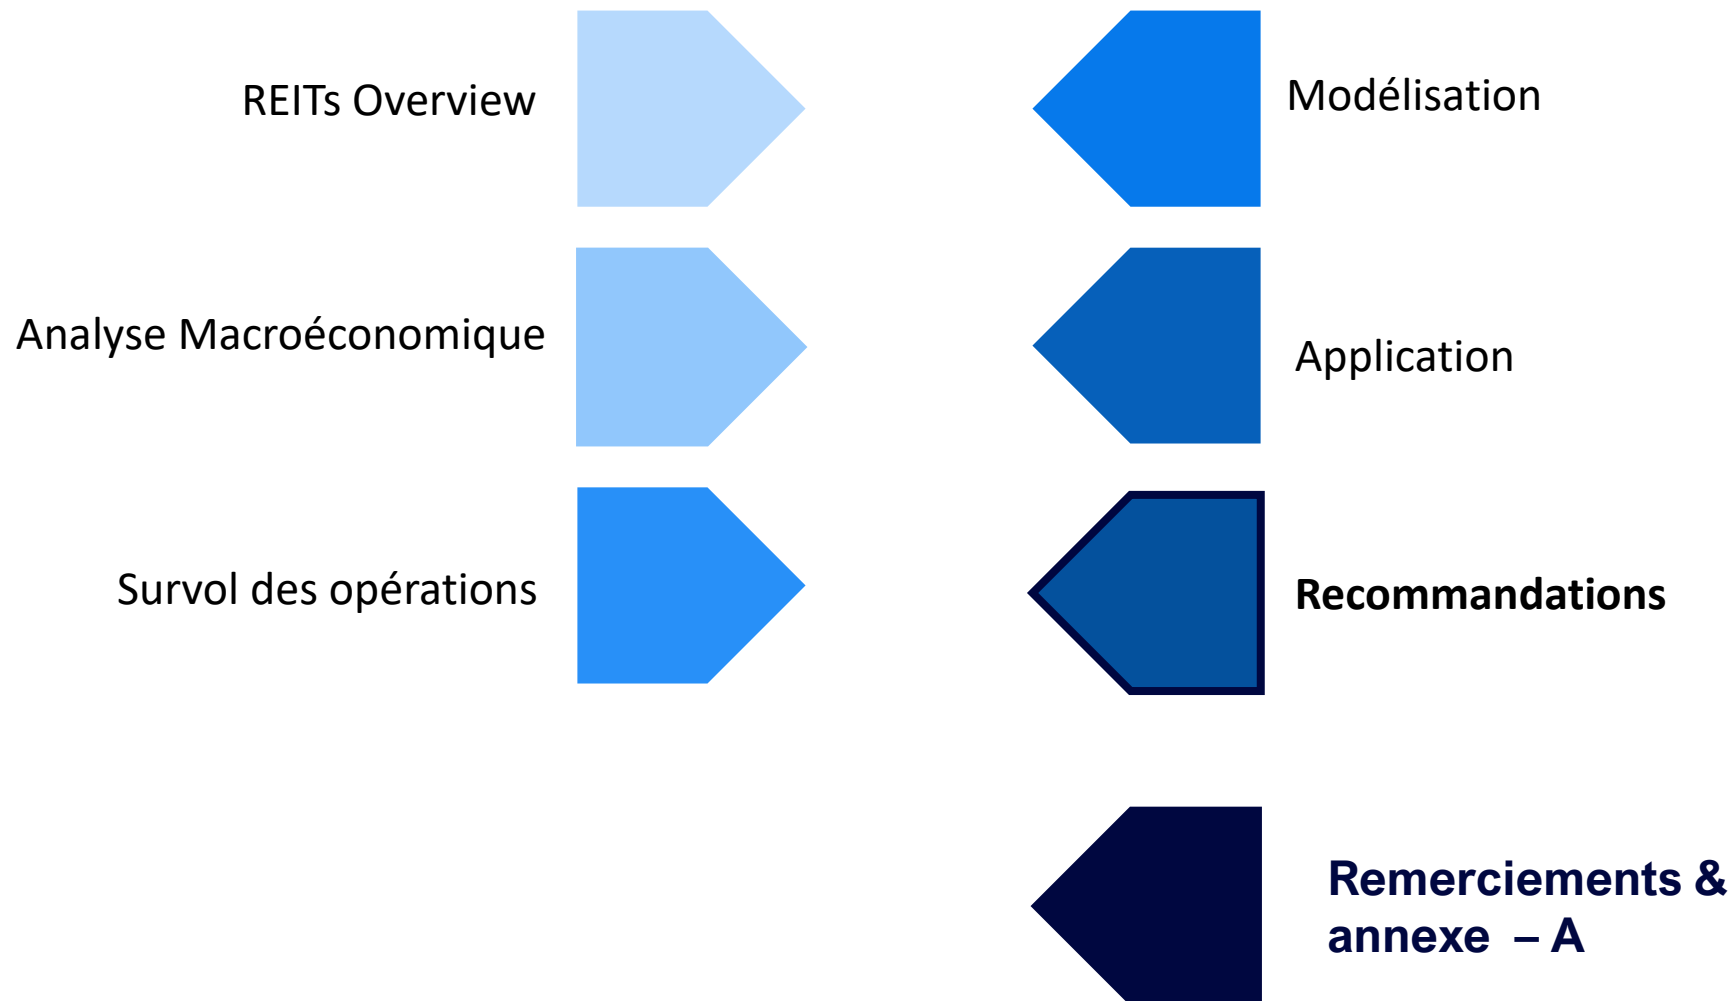 REITs Overview
Analyse Macroéconomique
Survol des opérations
Modélisation
Application
Recommandations
Remerciements &
annexe – A